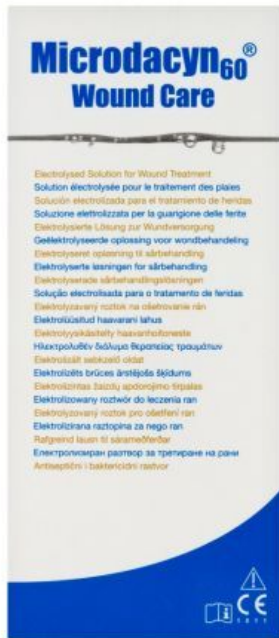 Microdacyn60®
Wound Care
Electrolysed Solution for Wound Treatment
Solution électrolysée pour le traitement des plaies
Solución electrolizada para el tratamiento de heridas
Soluzione elettrolizzata per la guarigione delle ferite
Elektrolysierte Lösung zur Wundversorgung
Geëlektrolyseerde oplossing voor wondbehandeling
Elektrolyseret opløsning til sårbehandling
Elektrolyserte løsningen for sårbehandling
Elektrolyserade sårbehandlingslösningen
Solução electrolisada para o tratamento de feridas
Elektrolyzavaný roztok na ošetrovanie rán
Elektrolüüsitud haavarani lahus
Elektrolyysikäsitelty haavanhoitoneste
Ηλεκτρολυθέν διάλυμα θεραπείας τραυμάτων
Elektrolizált sebkezelő oldat
Elektrolizēts brūces ārstējošs šķīdums
Elektrolizintas žaizdų apdorojimo tirpalas
Elektrolizowany roztwór do leczenia ran
Elektrolyzovaný roztok pro ošetření ran
Elektrolizirana raztopina za nego ran
Rafgreind lausn til sárameðferðar
Електролизиран разтвор за третиране на рани
Antiseptični i baktericidni rastvor
CE